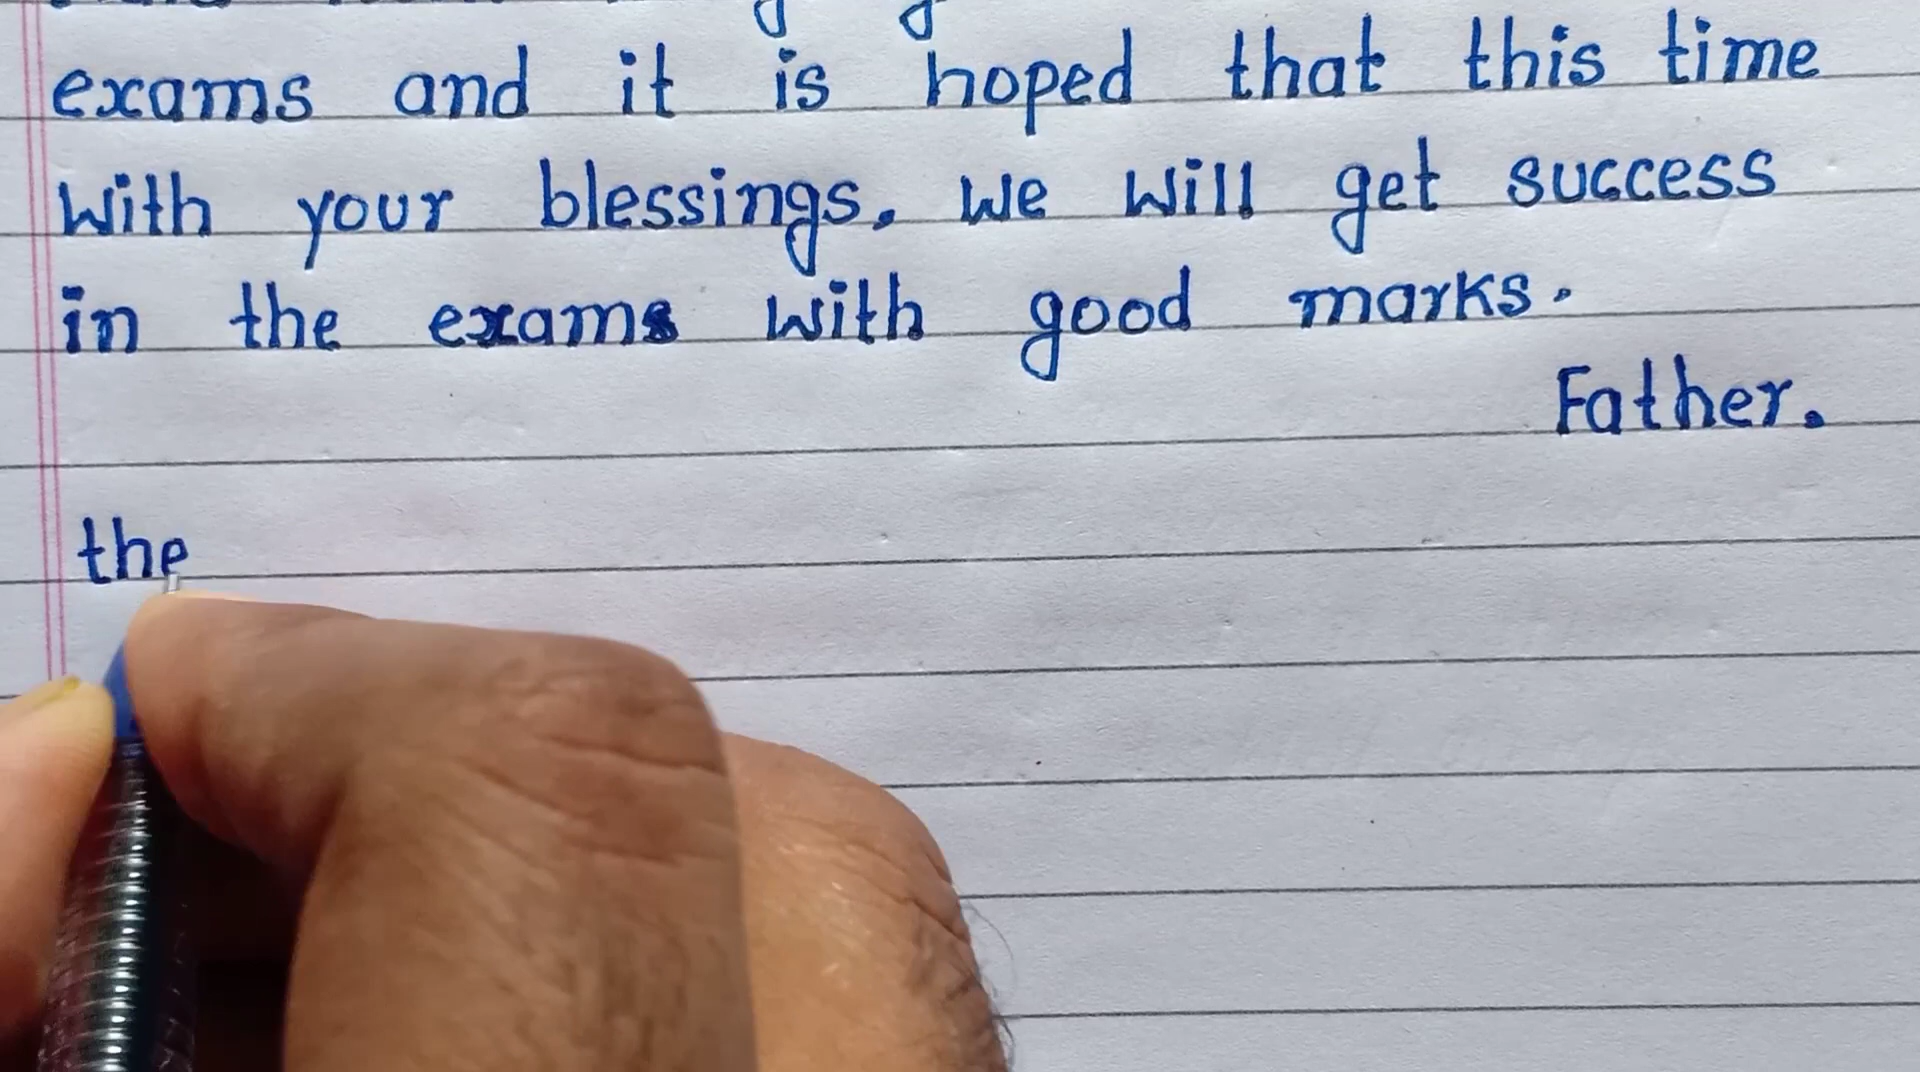 exams and it is hoped that this time
with your blessings, we will get success
in the exams with good marks.
Father.
the